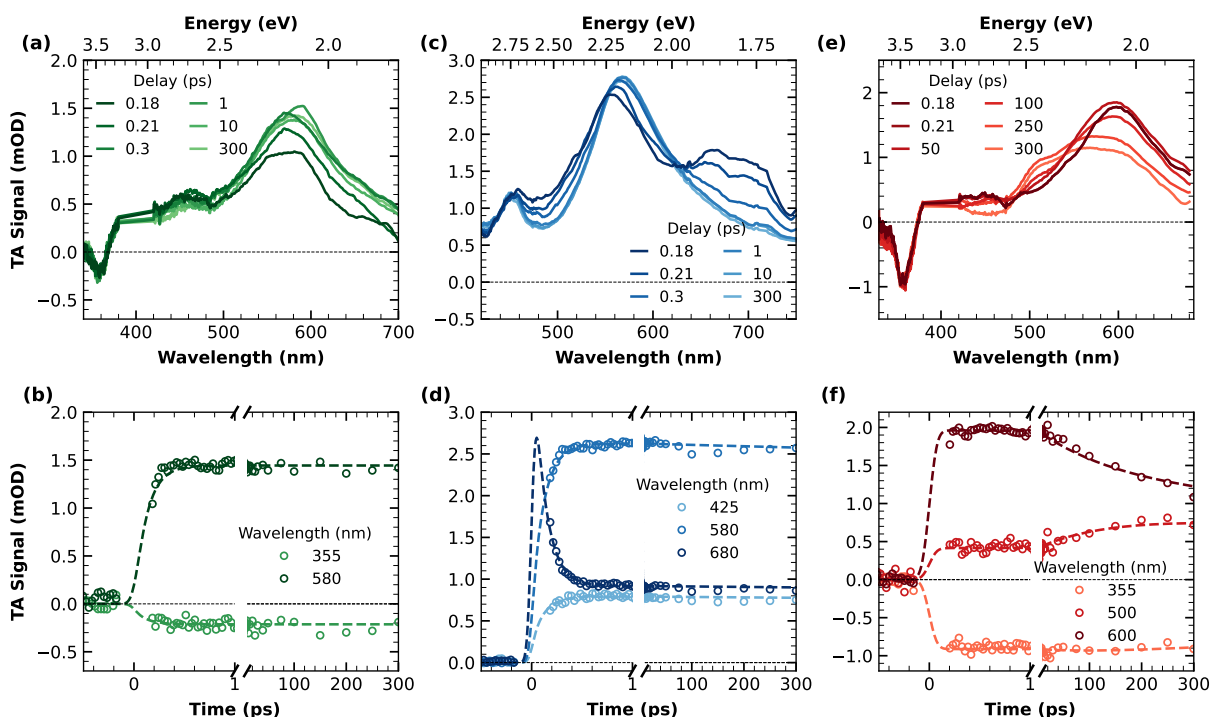 Energy (eV)
(a)
3.5 3.0 2.5 2.0
TA Signal (mOD)
2.0
1.5
1.0
0.5
0.0
−0.5
Delay (ps)
0.18 1
0.21 10
0.3 300
400 500 600 700
Wavelength (nm)
Energy (eV)
(c)
2.75 2.50 2.25 2.00 1.75
3.5
3.0
2.5
2.0
1.5
1.0
0.5
0.0
−0.5
Delay (ps)
0.18 1
0.21 10
0.3 300
500 600 700
Wavelength (nm)
Energy (eV)
(e)
3.5 3.0 2.5 2.0
2
1
0
−1
Delay (ps)
0.18 100
0.21 250
50 300
400 500 600
Wavelength (nm)
(b)
TA Signal (mOD)
2.0
1.5
1.0
0.5
0.0
−0.5
Wavelength (nm)
355
580
0 1 100 200 300
Time (ps)
(d)
3.0
2.5
2.0
1.5
1.0
0.5
0.0
Wavelength (nm)
425
580
680
0 1 100 200 300
Time (ps)
(f)
2.0
1.5
1.0
0.5
0.0
−0.5
−1.0
Wavelength (nm)
355
500
600
0 1 100 200 300
Time (ps)